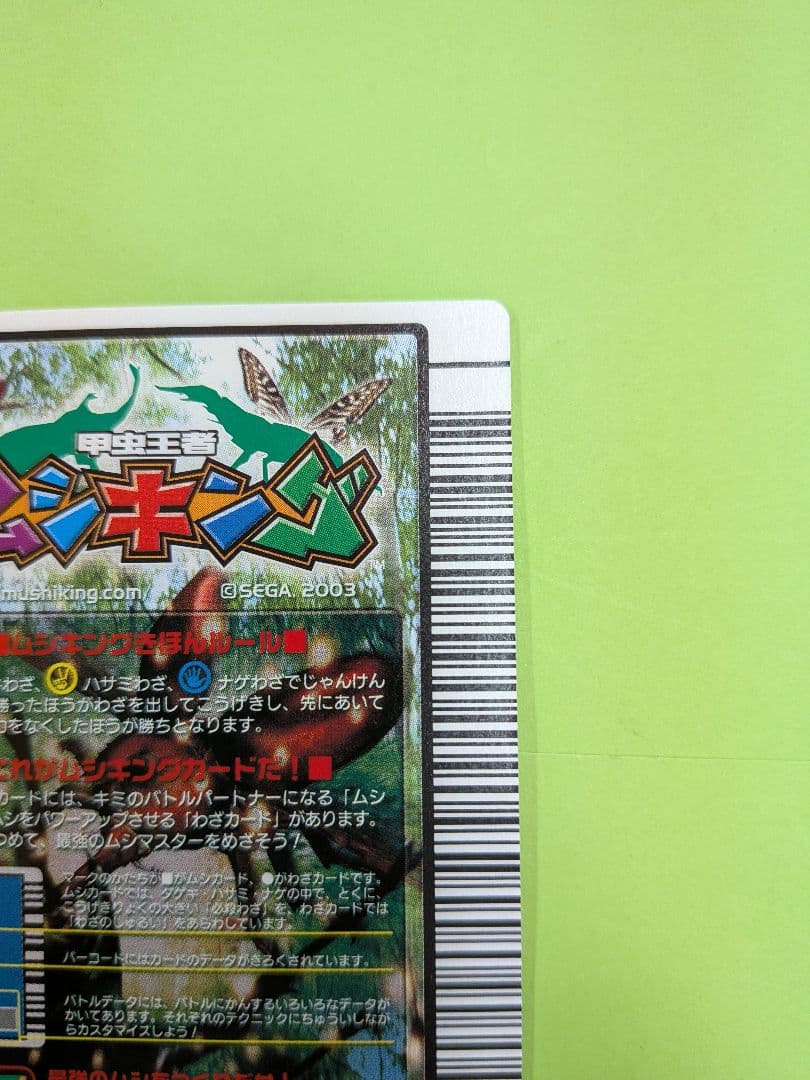 甲虫王者
ムシキング
mushiking.com/ ©SEGA, 2003
■ムシキングきほんルール■
わざ、ハサミわざ、ナゲわざでじゃんけん
勝ったほうがわざを出してこうげきし、先にあいて
をなくしたほうが勝ちとなります。
これがムシキングカードだ！■
カードには、キミのバトルパートナーになる「ムシ
ムシをパワーアップさせる「わざカード」があります。
つめて、最強のムシマスターをめざそう！
マークのかたちが■がムシカード、●がわざカードです。
ムシカードでは、ダゲキ・ハサミ・ナゲの中で、とくに、
こうげきりょくの大きい「必殺わざ」を、わざカードでは
「わざのしゅるい」をあらわしています。
バーコードにはカードのデータがきろくされています。
バトルデータには、バトルにかんするいろいろなデータが
かいてあります。それぞれのテクニックにちゅういしなが
らカスタマイズしよう！